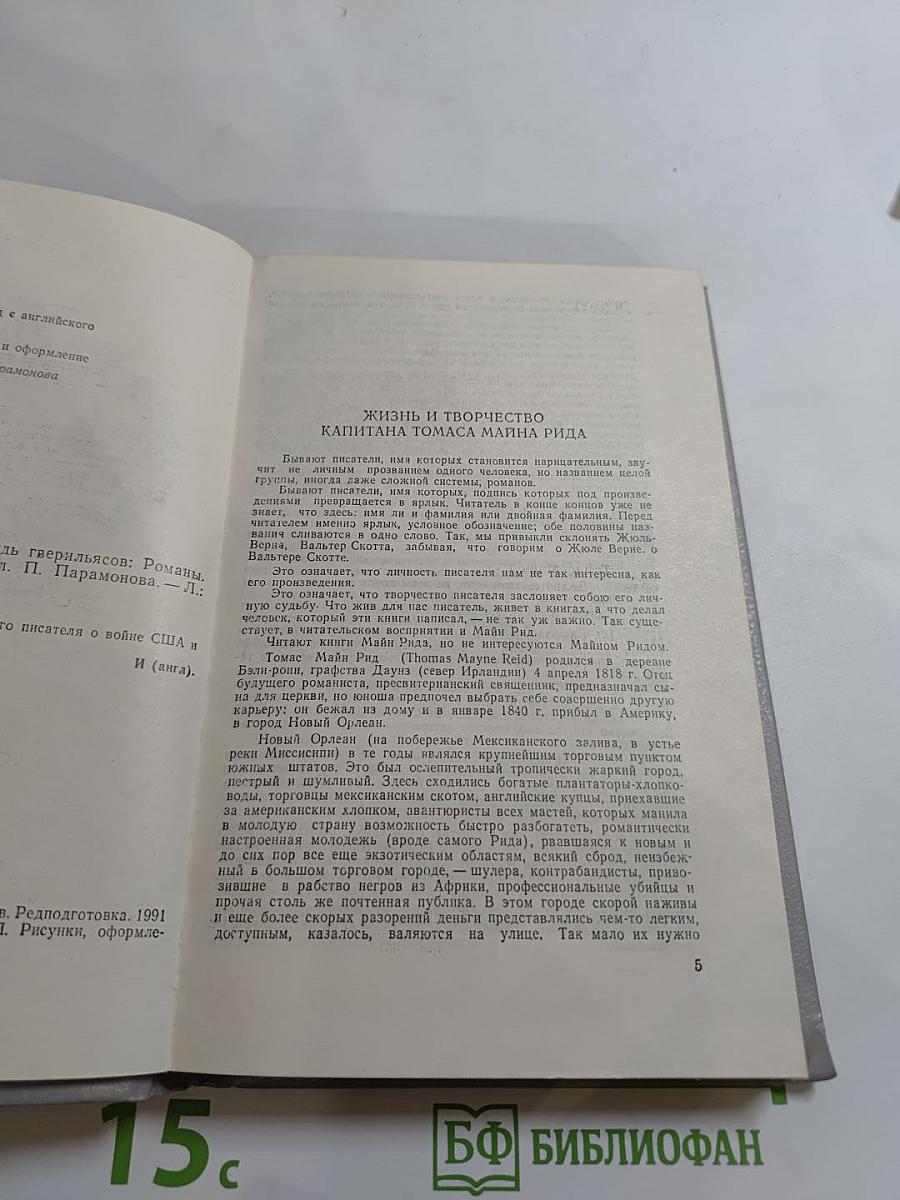 с английского
и оформление
рамонова
дь гверильясов: Романы.
л. П. Парамонова. — Л.:
го писателя о войне США и
И (англ).
в. Редподготовка. 1991
Рисунки, оформле-
ЖИЗНЬ И ТВОРЧЕСТВО
КАПИТАНА ТОМАСА МАЙНА РИДА
Бывают писатели, имя которых становится нарицательным, зву-
чит не личным прозванием одного человека, но названием целой
группы, иногда даже сложной системы, романов.
Бывают писатели, имя которых, подпись которых под произве-
дениями превращается в ярлык. Читатель в конце концов уже не
знает, что здесь: имя ли и фамилия или двойная фамилия. Перед
читателем именно ярлык, условное обозначение; обе половины наз-
вания сливаются в одно слово. Так, мы привыкли склонять Жюль-
Верна, Вальтер Скотта, забывая, что говорим о Жюле Верне. о
Вальтере Скотте.
Это означает, что личность писателя нам не так интересна, как
его произведения.
Это означает, что творчество писателя заслоняет собою его лич-
ную судьбу. Что жив для нас писатель, живет в книгах, а что делал
человек, который эти книги написал, — не так уж важно. Так суще-
ствует, в читательском восприятии и Майн Рид.
Читают книги Майн Рида, но не интересуются Майном Ридом.
Томас Майн Рид (Thomas Mayne Reid) родился в деревне
Бэли-рони, графства Даунз (север Ирландии) 4 апреля 1818 г. Отец
будущего романиста, пресвитерианский священник, предназначал сы-
на для церкви, но юноша предпочел выбрать себе совершенно другую
карьеру: он бежал из дому и в январе 1840 г. прибыл в Америку,
в город Новый Орлеан.
Новый Орлеан (на побережье Мексиканского залива, в устье
реки Миссисипи) в те годы являлся крупнейшим торговым пунктом
южных штатов. Это был ослепительный тропически жаркий город,
пестрый и шумливый. Здесь сходились богатые плантаторы-хлопко-
воды, торговцы мексиканским скотом, английские купцы, приехавшие
за американским хлопком, авантюристы всех мастей, которых манила
в молодую страну возможность быстро разбогатеть, романтически
настроенная молодежь (вроде самого Рида), рвавшаяся к новым и
до сих пор все еще экзотическим областям, всякий сброд, неизбеж-
ный в большом торговом городе, — шулера, контрабандисты, приво-
зившие в рабство негров из Африки, профессиональные убийцы и
прочая столь же почтенная публика. В этом городе скорой наживы
и еще более скорых разорений деньги представлялись чем-то легким,
доступным, казалось, валяются на улице. Так мало их нужно
5
15 с
БФ БИБЛИОФАН